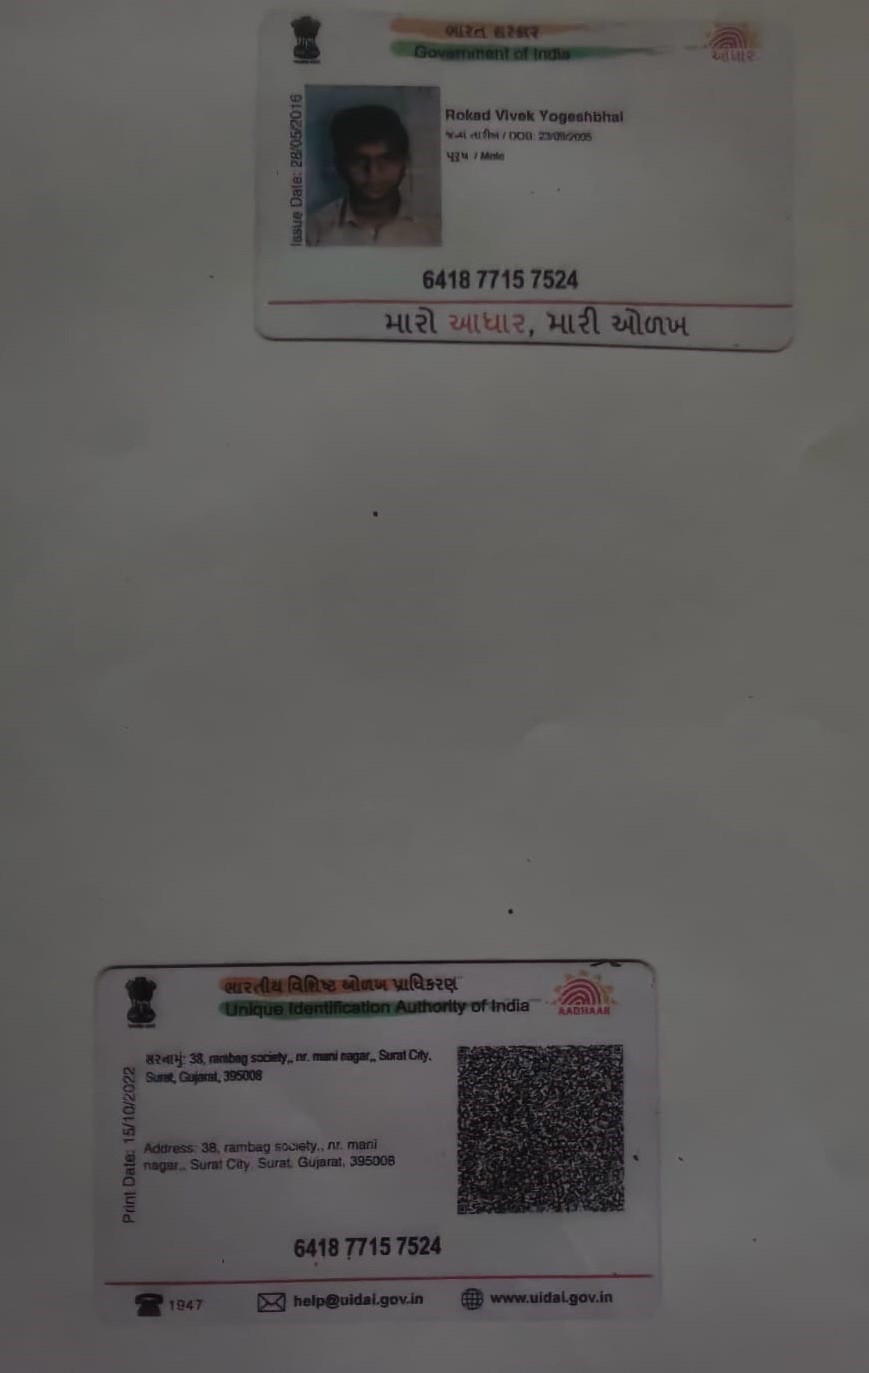 ભારત સરકાર
Government of India
આધાર
Issue Date: 28/05/2016
Rokad Vivek Yogeshbhai
જન્મ તારીખ / DOB:
પુરુષ / Male
6418 7715 7524
મારો આધાર, મારી ઓળખ
ભારતીય વિશિષ્ટ ઓળખ પ્રાધિકરણ
Unique Identification Authority of India
AADHAAR
Print Date: 15/10/2022
સરનામું: 38, rambag society,, nr. mani nagar,, Surat City,
Surat, Gujarat, 395008
Address: 38, rambag society,, nr. mani
nagar,, Surat City, Surat, Gujarat, 395008
6418 7715 7524
1947
help@uidai.gov.in
www.uidai.gov.in